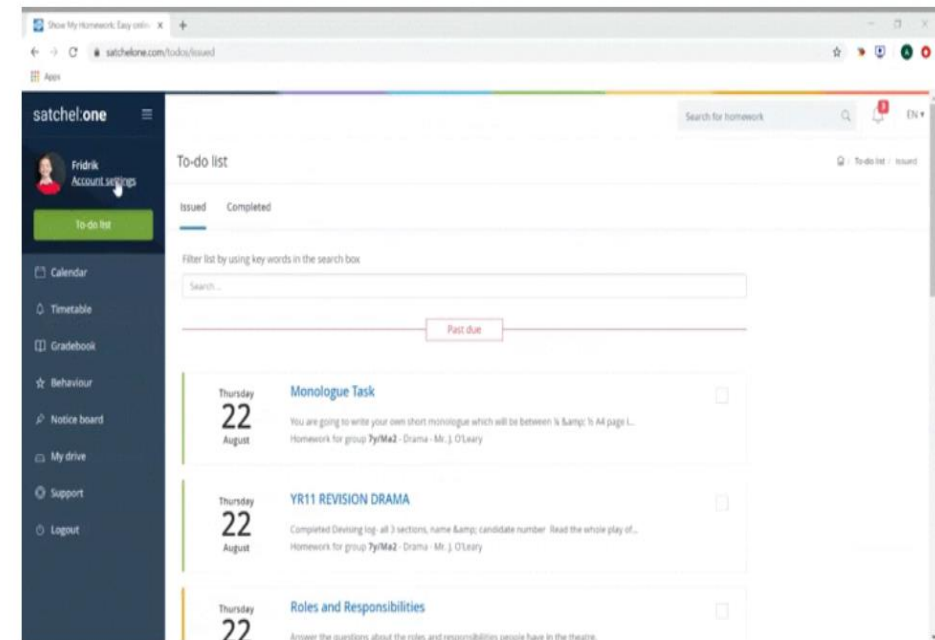 Show My Homework: Easy online
satchelone.com/todos/issued
Apps
satchel:one
Search for homework
3
EN
Fridrik
Account settings
To-do list
To-do list / Issued
To-do list
Issued Completed
Filter list by using key words in the search box
Search ...
Past due
Calendar
Timetable
Gradebook
Behaviour
Notice board
My drive
Support
Logout
Thursday
22
August
Monologue Task
You are going to write your own short monologue which will be between ¼ &amp; ½ A4 page i...
Homework for group 7y/Ma2 - Drama - Mr. J. O'Leary
Thursday
22
August
YR11 REVISION DRAMA
Completed Devising log- all 3 sections, name &amp; candidate number Read the whole play of...
Homework for group 7y/Ma2 - Drama - Mr. J. O'Leary
Thursday
22
Roles and Responsibilities
Answer the questions about the roles and responsibilities people have in the theatre.